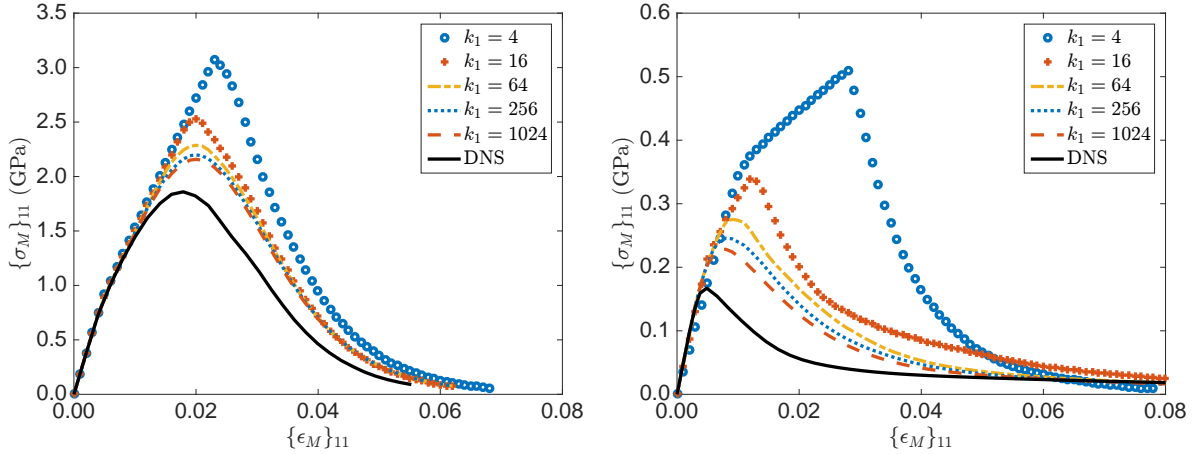 3.5
3.0
2.5
2.0
1.5
1.0
0.5
0.0
0.00
0.02
0.04
0.06
0.08
{σ_M}_11 (GPa)
{ϵ_M}_11
k_1 = 4
k_1 = 16
k_1 = 64
k_1 = 256
k_1 = 1024
DNS
0.6
0.5
0.4
0.3
0.2
0.1
0.0
0.00
0.02
0.04
0.06
0.08
{σ_M}_11 (GPa)
{ϵ_M}_11
k_1 = 4
k_1 = 16
k_1 = 64
k_1 = 256
k_1 = 1024
DNS